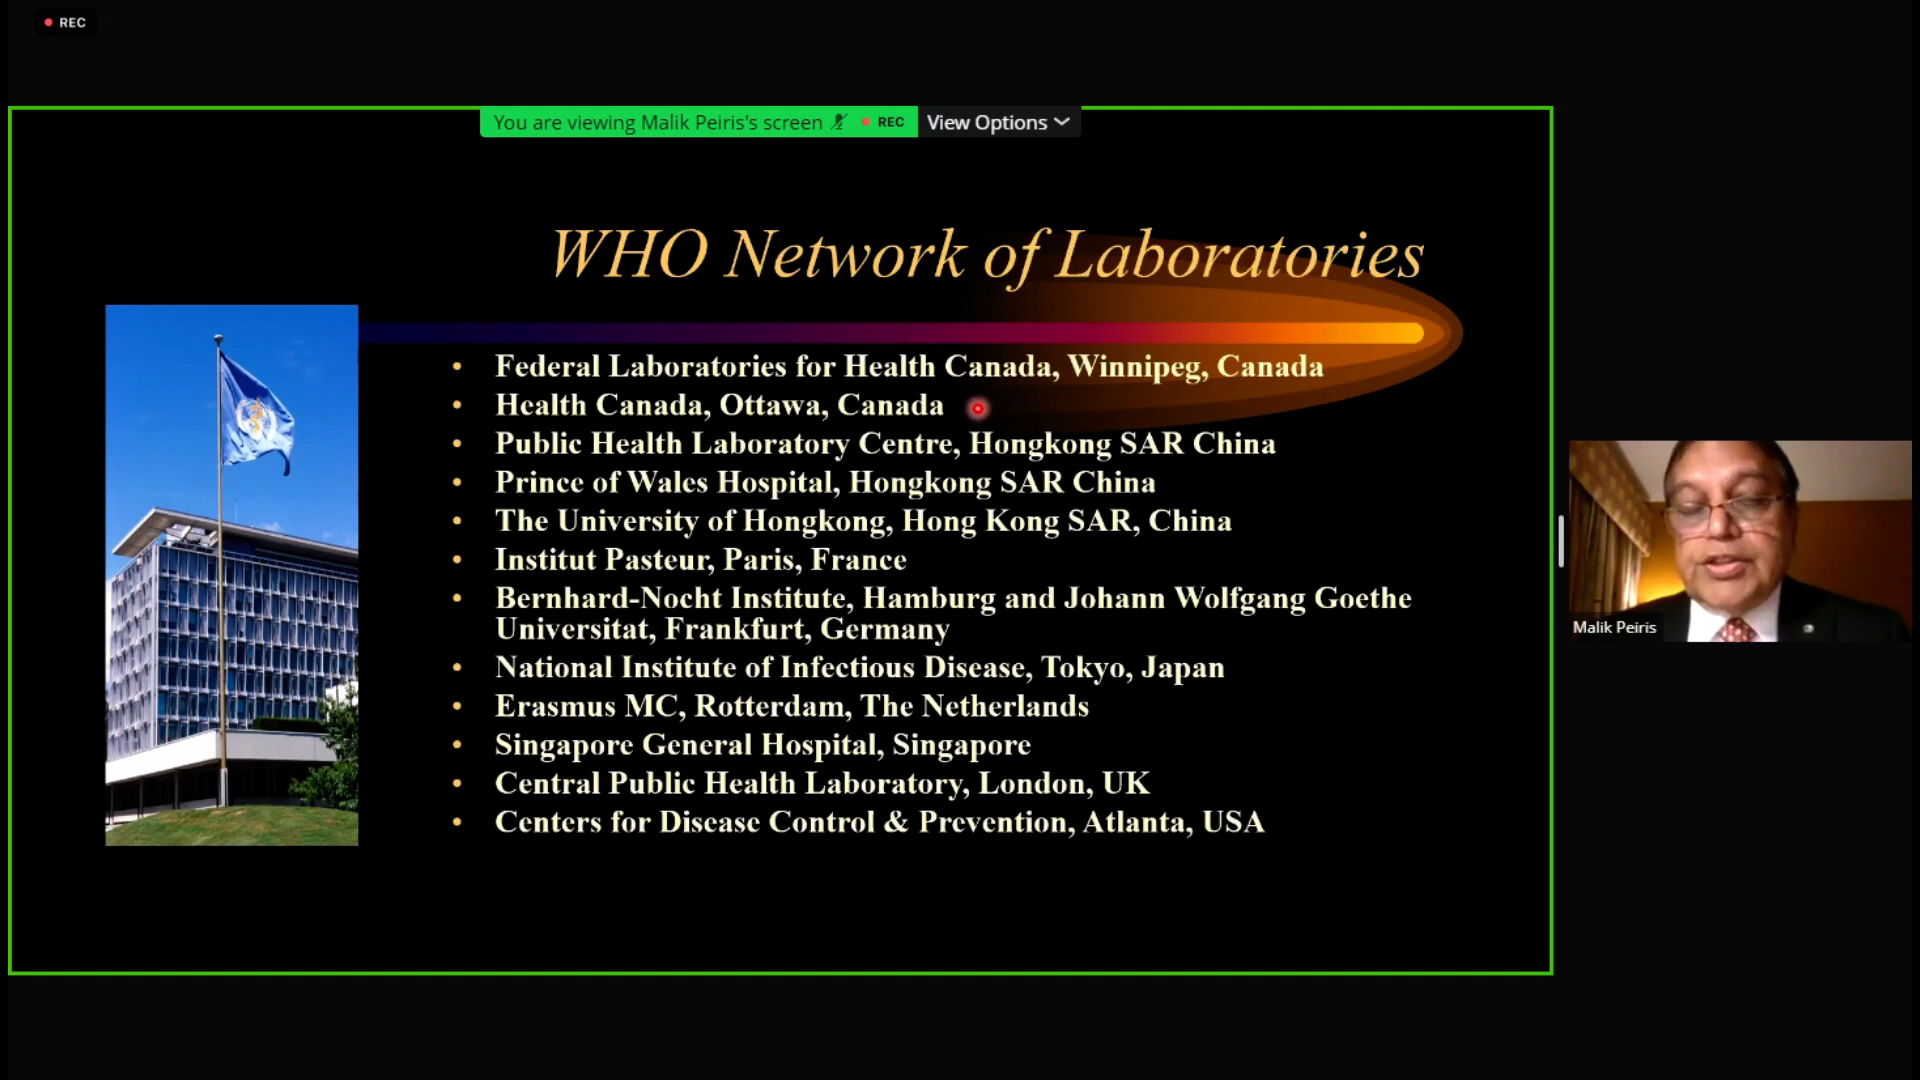 REC
You are viewing Malik Peiris's screen REC View Options
WHO Network of Laboratories
• Federal Laboratories for Health Canada, Winnipeg, Canada
• Health Canada, Ottawa, Canada
• Public Health Laboratory Centre, Hongkong SAR China
• Prince of Wales Hospital, Hongkong SAR China
• The University of Hongkong, Hong Kong SAR, China
• Institut Pasteur, Paris, France
• Bernhard-Nocht Institute, Hamburg and Johann Wolfgang Goethe
Universitat, Frankfurt, Germany
• National Institute of Infectious Disease, Tokyo, Japan
• Erasmus MC, Rotterdam, The Netherlands
• Singapore General Hospital, Singapore
• Central Public Health Laboratory, London, UK
• Centers for Disease Control & Prevention, Atlanta, USA
Malik Peiris